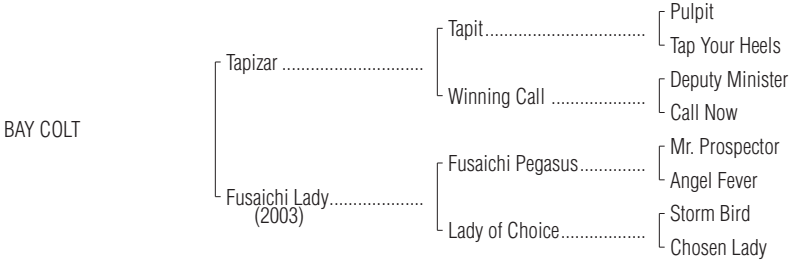 Pulpit
Tapit..................................
Tap Your Heels
Tapizar ..............................
Deputy Minister
Winning Call ....................
Call Now
BAY COLT
Mr. Prospector
Fusaichi Pegasus..............
Angel Fever
Fusaichi Lady....................
(2003)
Storm Bird
Lady of Choice..................
Chosen Lady